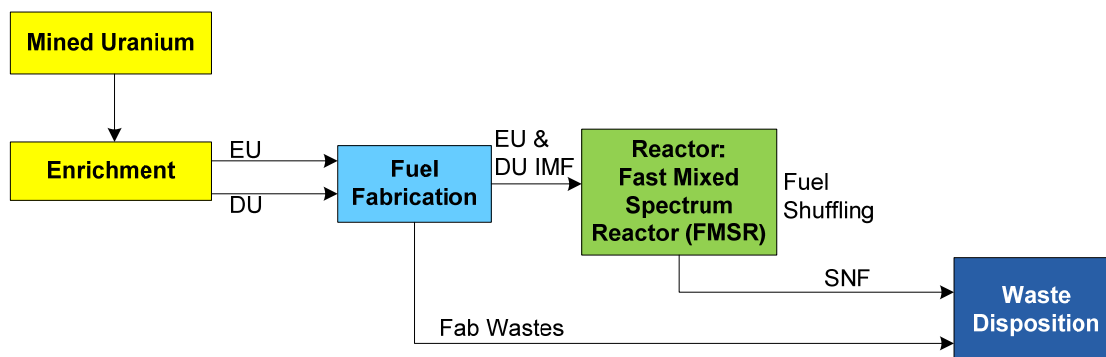 Mined Uranium
Enrichment
EU
DU
Fuel
Fabrication
EU &
DU IMF
Reactor:
Fast Mixed
Spectrum
Reactor (FMSR)
Fuel
Shuffling
SNF
Fab Wastes
Waste
Disposition